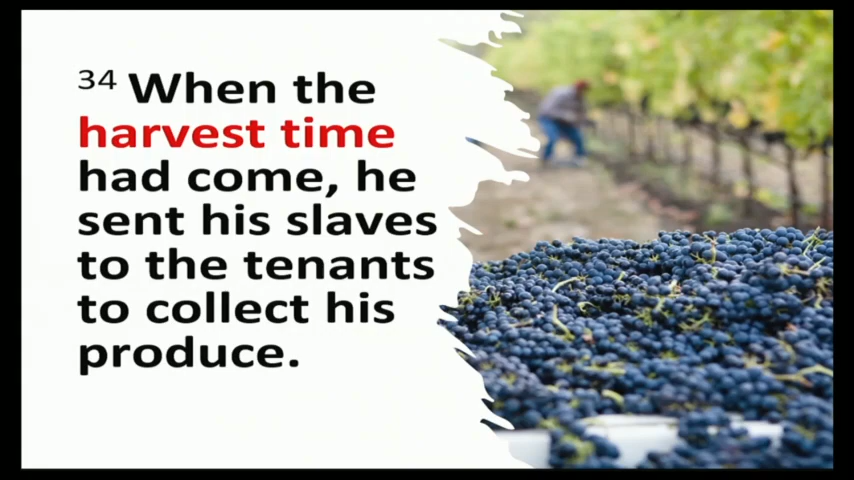 34 When the
harvest time
had come, he
sent his slaves
to the tenants
to collect his
produce.